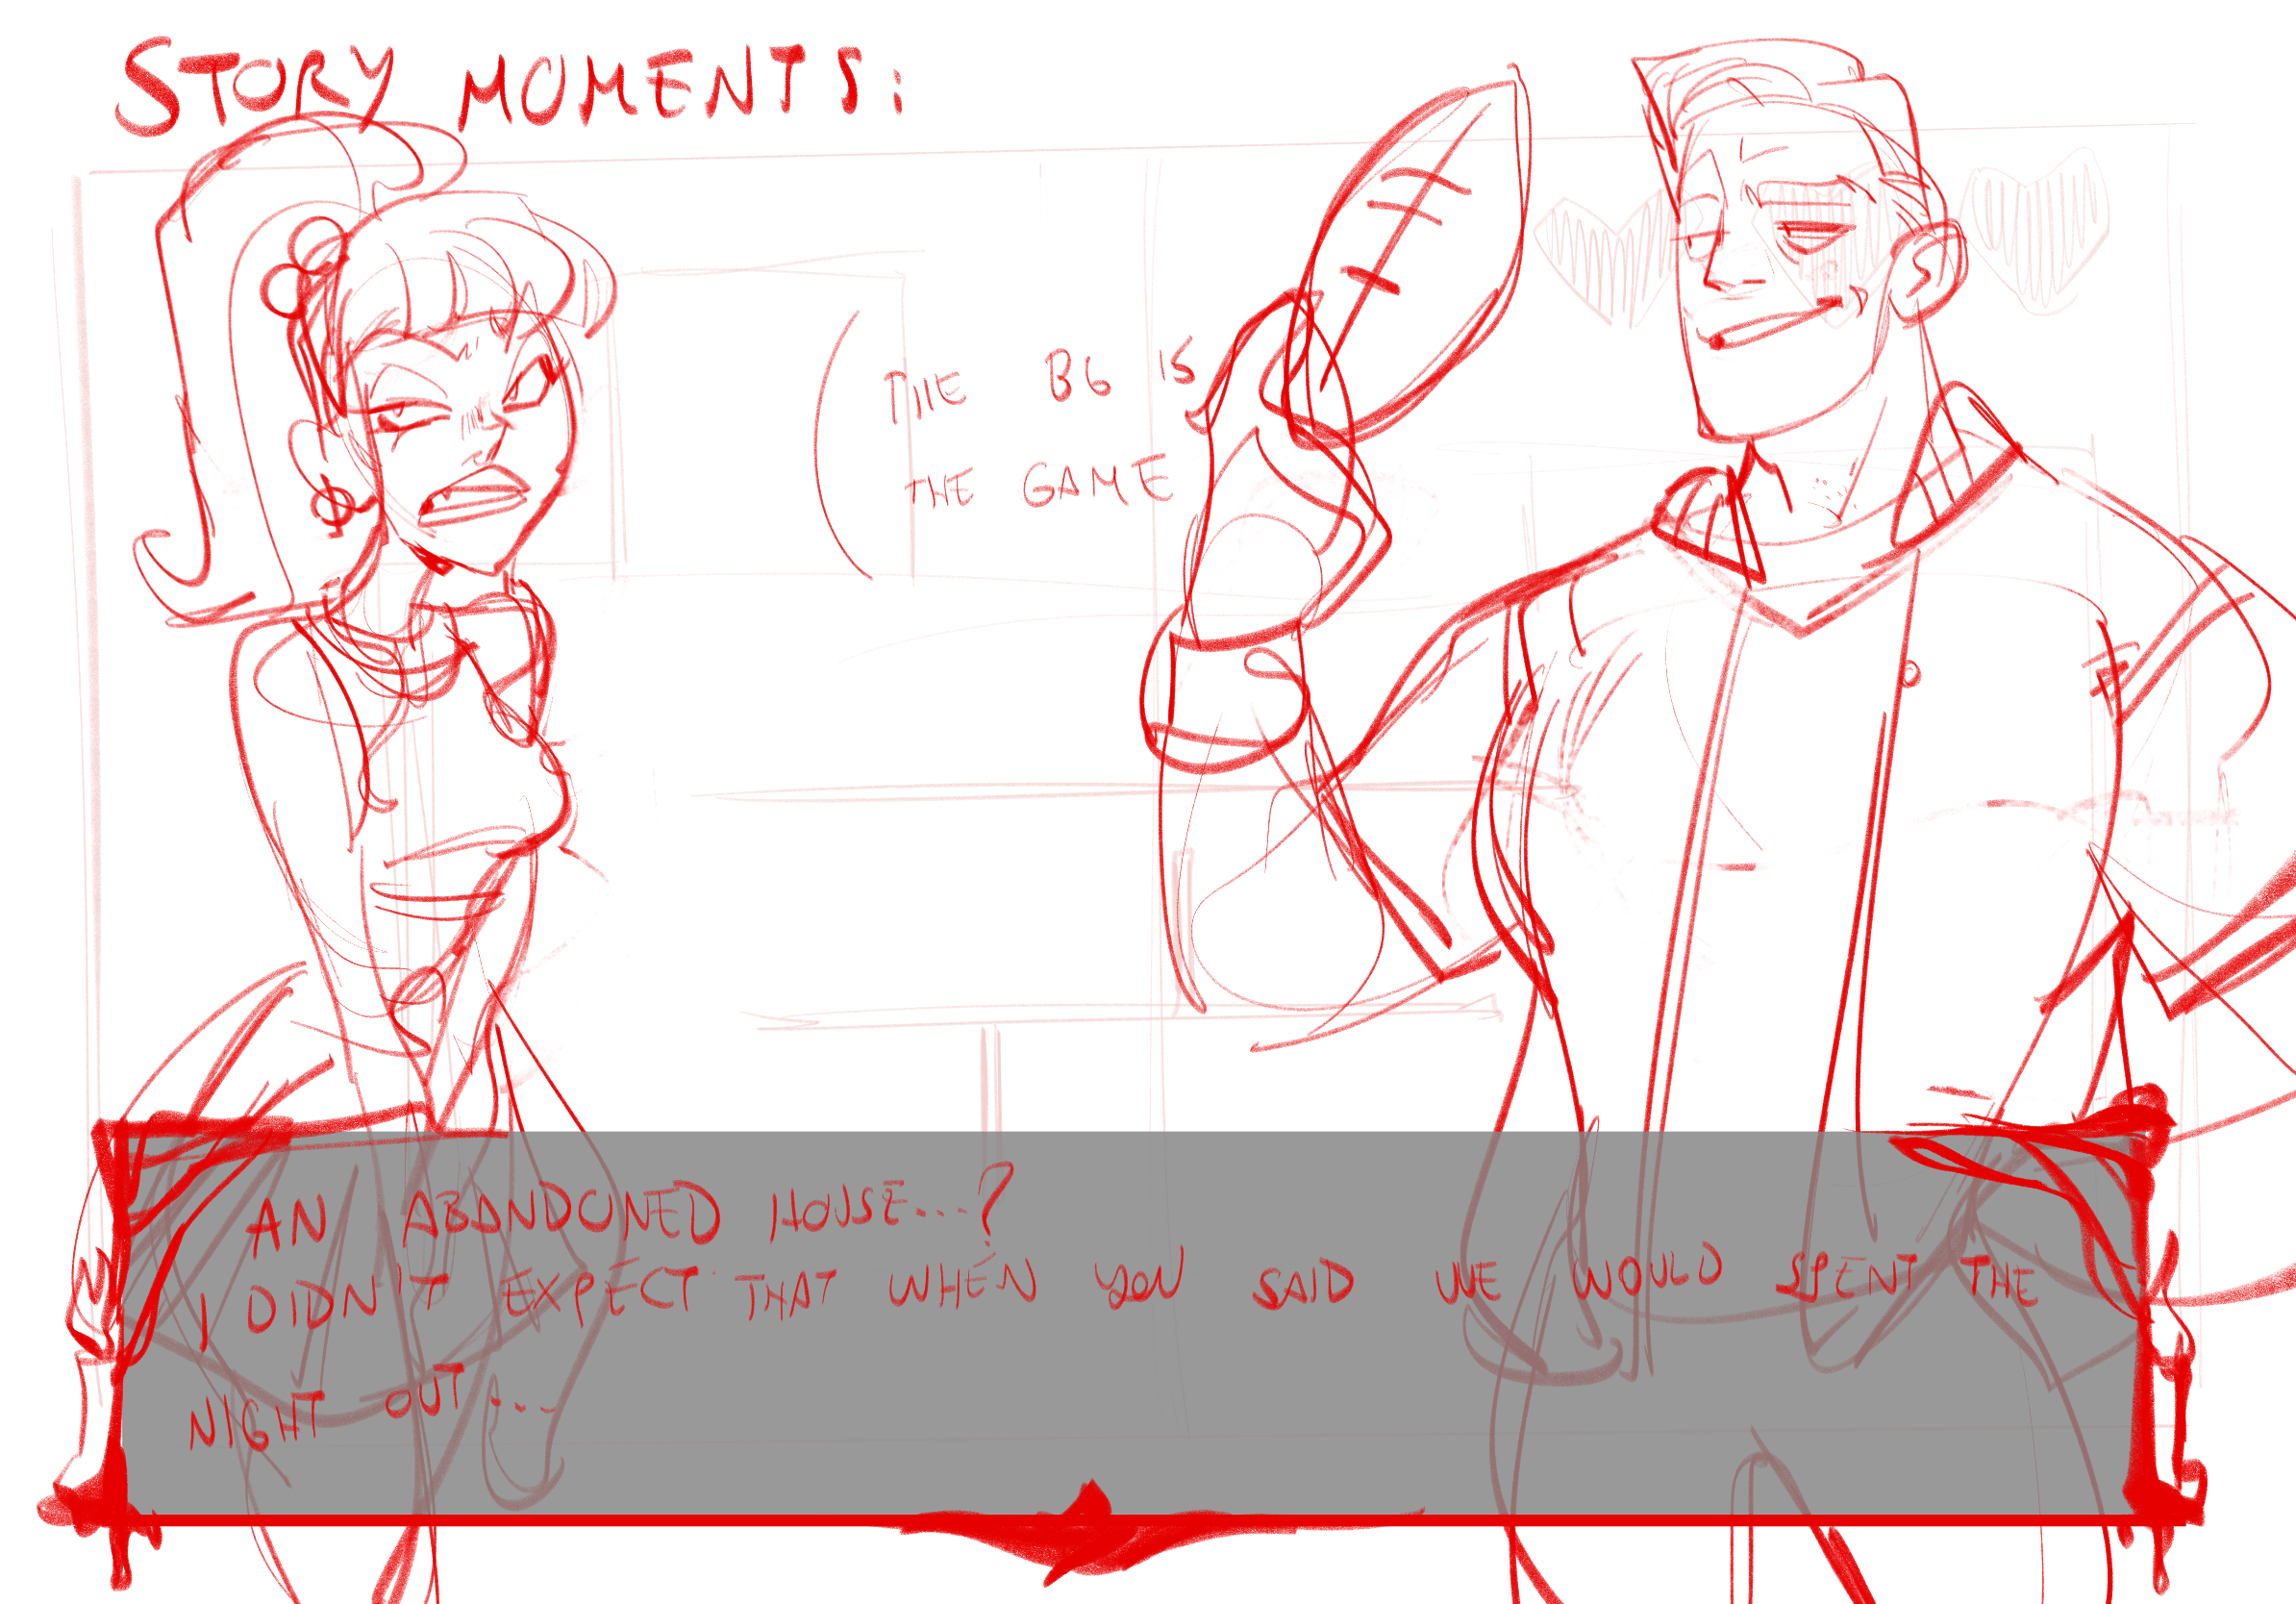 STORY MOMENTS:
(THE BG IS
THE GAME
AN ABANDONED HOUSE...?
I DIDN'T EXPECT THAT WHEN YOU SAID WE WOULD SPENT THE
NIGHT OUT...